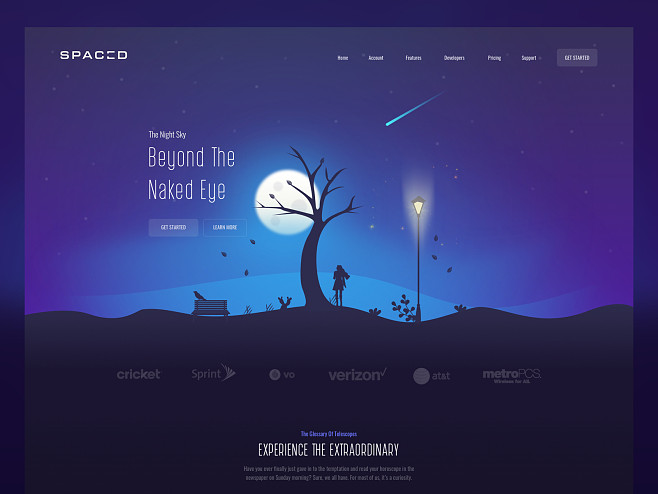 SPACED
Home Account Features Developers Pricing Support GET STARTED
The Night Sky
Beyond The
Naked Eye
GET STARTED LEARN MORE
cricket Sprint vo verizon at&t metroPCS.
Wireless for All.
The Glossary Of Telescopes
EXPERIENCE THE EXTRAORDINARY
Have you ever finally just gave in to the temptation and read your horoscope in the
newspaper on Sunday morning? Sure, we all have. For most of us, it's a curiosity.